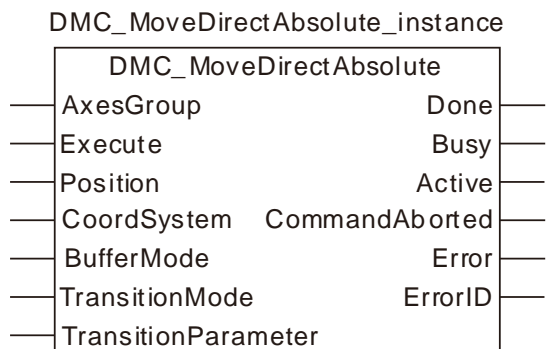 DMC_MoveDirectAbsolute_instance
DMC_MoveDirectAbsolute
AxesGroup Done
Execute Busy
Position Active
CoordSystem CommandAborted
BufferMode Error
TransitionMode ErrorID
TransitionParameter